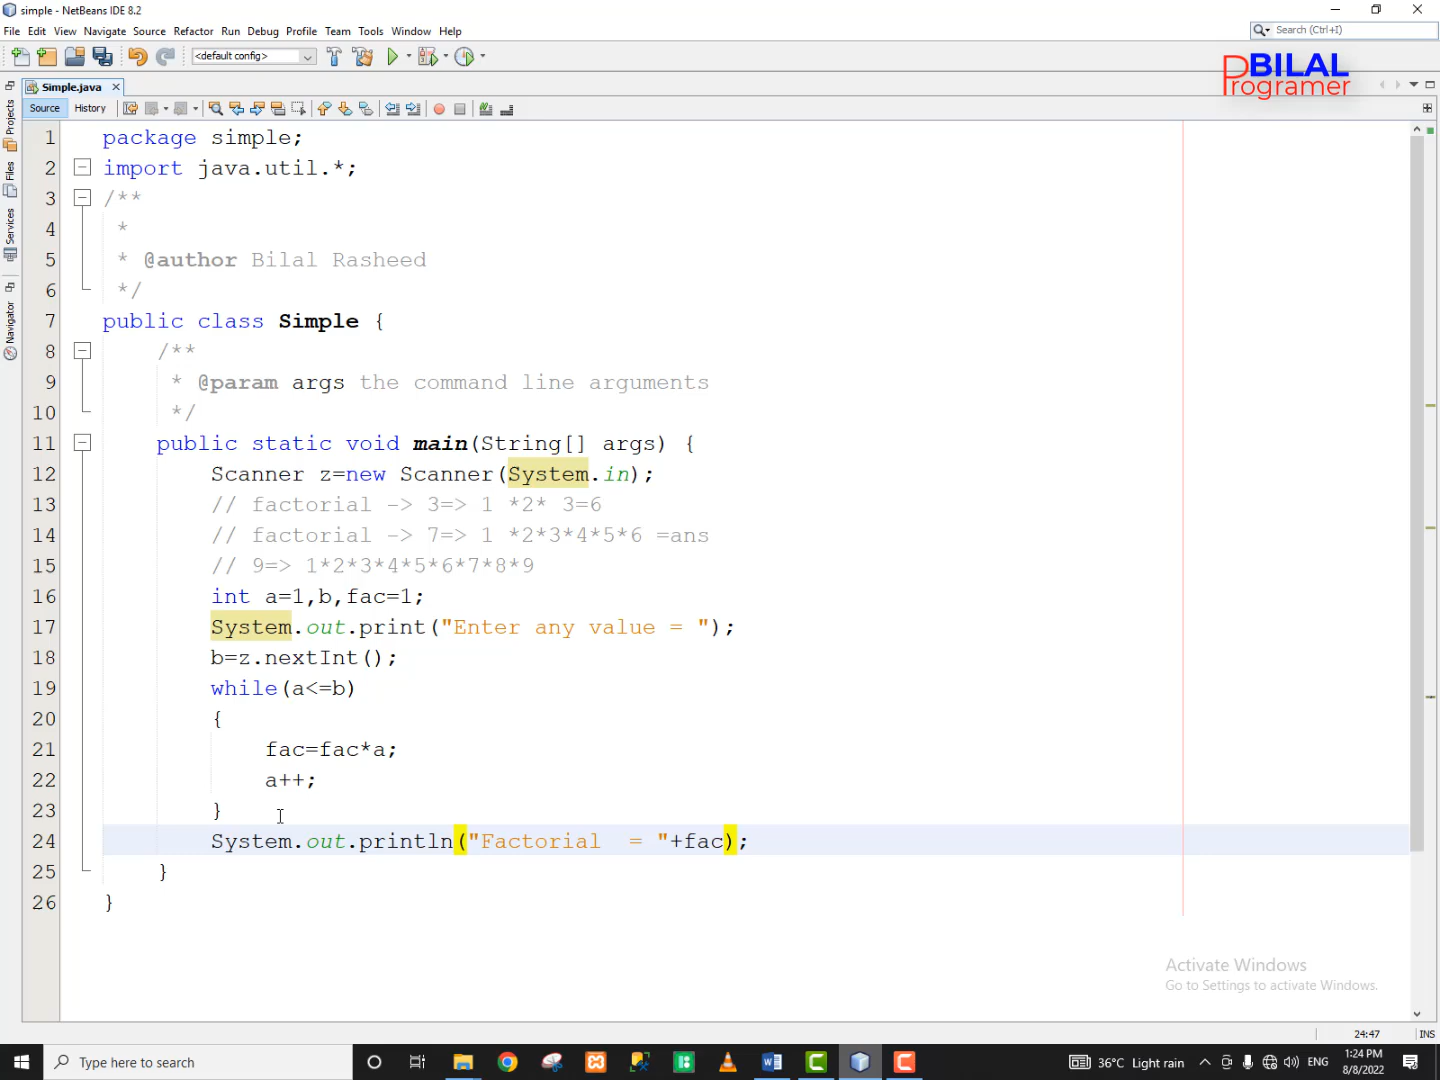 simple - NetBeans IDE 8.2
File Edit View Navigate Source Refactor Run Debug Profile Team Tools Window Help
Search (Ctrl+I)
<default config>
BILAL
Programer
Simple.java
Source History
Projects
Files
Services
Navigator
1 package simple;
2 import java.util.*;
3 /**
4 *
5 * @author Bilal Rasheed
6 */
7 public class Simple {
8 /**
9 * @param args the command line arguments
10 */
11 public static void main(String[] args) {
12 Scanner z=new Scanner(System.in);
13 // factorial -> 3=> 1 *2* 3=6
14 // factorial -> 7=> 1 *2*3*4*5*6 =ans
15 // 9=> 1*2*3*4*5*6*7*8*9
16 int a=1,b,fac=1;
17 System.out.print("Enter any value = ");
18 b=z.nextInt();
19 while(a<=b)
20 {
21 fac=fac*a;
22 a++;
23 }
24 System.out.println("Factorial  = "+fac);
25 }
26 }
Activate Windows
Go to Settings to activate Windows.
24:47 INS
Type here to search
36°C Light rain
ENG
1:24 PM
8/8/2022